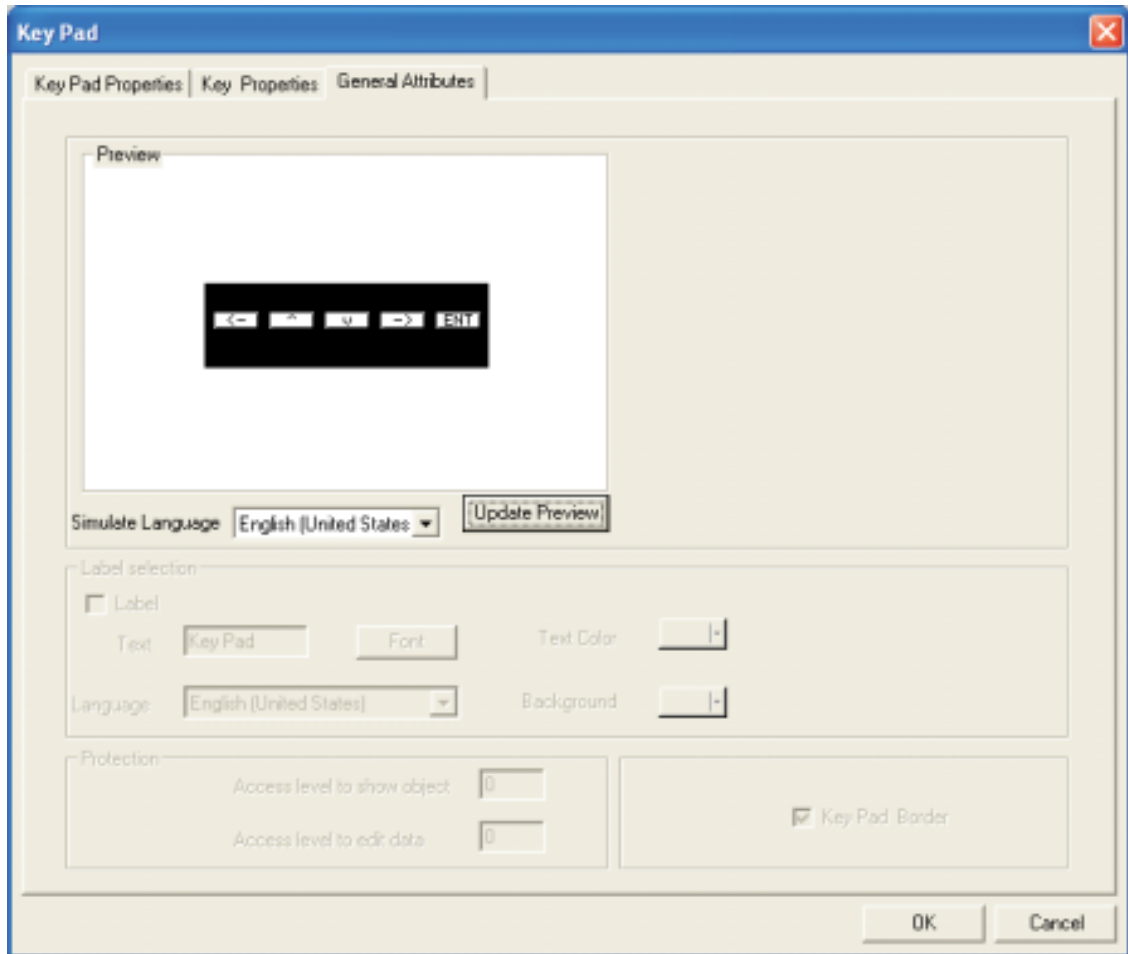 Key Pad
Key Pad Properties Key Properties General Attributes
Preview
<- ^ v -> ENT
Simulate Language English (United States Update Preview
Label selection
Label
Text Key Pad Font Text Color
Language English (United States) Background
Protection
Access level to show object 0
Key Pad Border
Access level to edit data 0
OK Cancel